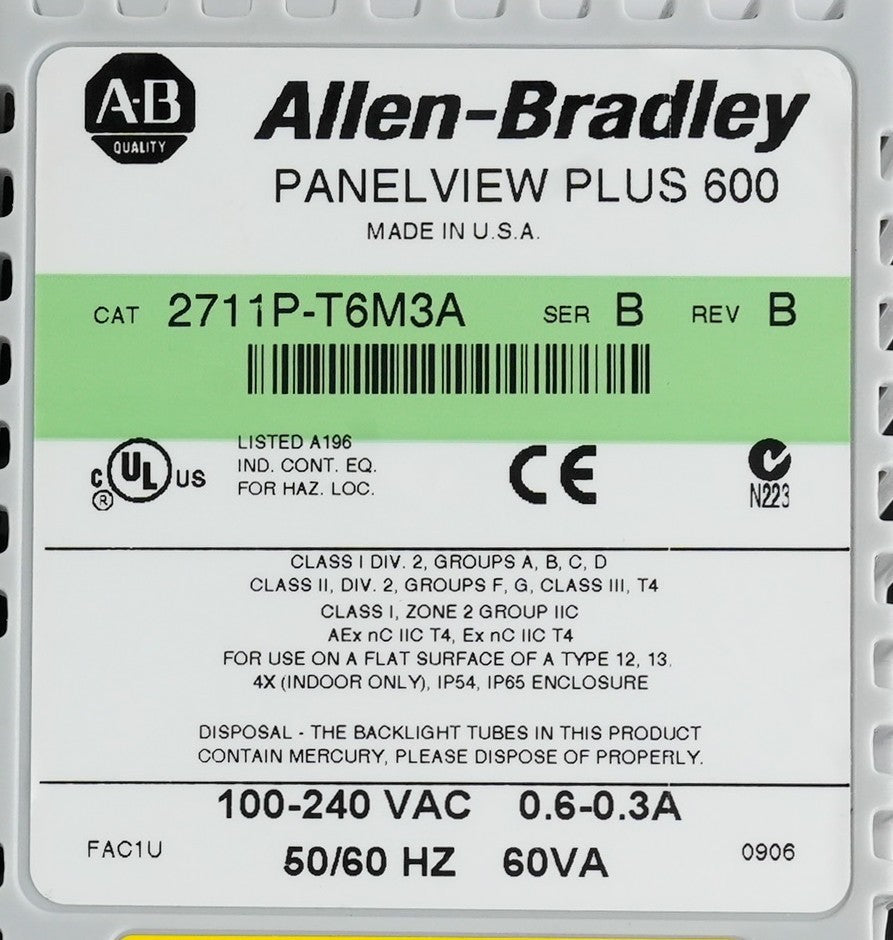 A-B
QUALITY
Allen-Bradley
PANELVIEW PLUS 600
MADE IN U.S.A.
CAT 2711P-T6M3A SER B REV B
C UL US
®
LISTED A196
IND. CONT. EQ.
FOR HAZ. LOC.
CE
N223
CLASS I DIV. 2, GROUPS A, B, C, D
CLASS II, DIV. 2, GROUPS F, G, CLASS III, T4
CLASS I, ZONE 2 GROUP IIC
AEx nC IIC T4, Ex nC IIC T4
FOR USE ON A FLAT SURFACE OF A TYPE 12, 13,
4X (INDOOR ONLY), IP54, IP65 ENCLOSURE
DISPOSAL - THE BACKLIGHT TUBES IN THIS PRODUCT
CONTAIN MERCURY, PLEASE DISPOSE OF PROPERLY.
100-240 VAC 0.6-0.3A
FAC1U 50/60 HZ 60VA 0906